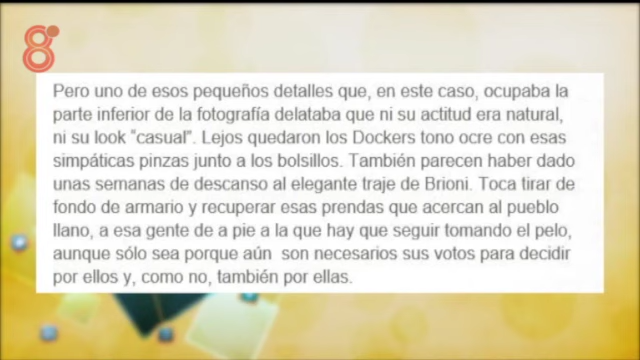 8
Pero uno de esos pequeños detalles que, en este caso, ocupaba la
parte inferior de la fotografía delataba que ni su actitud era natural,
ni su look “casual”. Lejos quedaron los Dockers tono ocre con esas
simpáticas pinzas junto a los bolsillos. También parecen haber dado
unas semanas de descanso al elegante traje de Brioni. Toca tirar de
fondo de armario y recuperar esas prendas que acercan al pueblo
llano, a esa gente de a pie a la que hay que seguir tomando el pelo,
aunque sólo sea porque aún  son necesarios sus votos para decidir
por ellos y, como no, también por ellas.